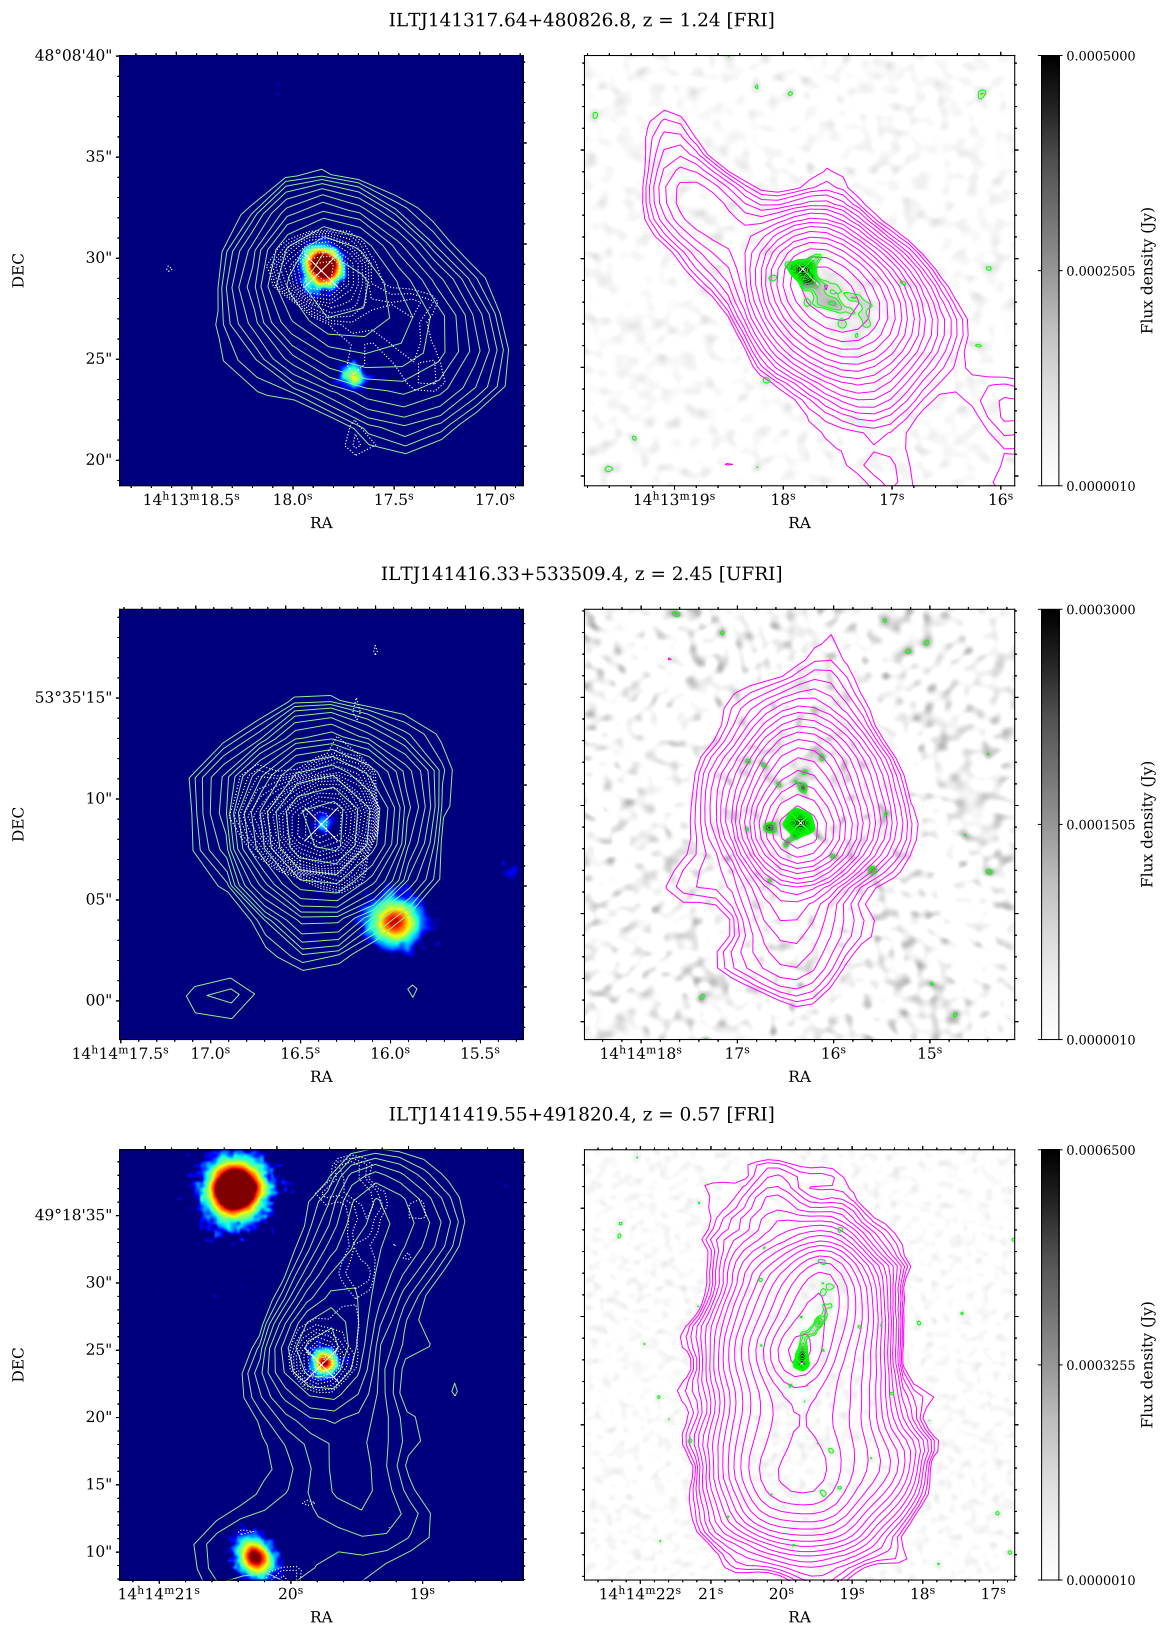 ILTJ141317.64+480826.8, z = 1.24 [FRI]
48°08'40"
35"
30"
25"
20"
DEC
14ʰ13ᵐ18.5ˢ 18.0ˢ 17.5ˢ 17.0ˢ
RA
14ʰ13ᵐ19ˢ 18ˢ 17ˢ 16ˢ
RA
0.0005000
0.0002505
0.0000010
Flux density (Jy)
ILTJ141416.33+533509.4, z = 2.45 [UFRI]
53°35'15"
10"
05"
00"
DEC
14ʰ14ᵐ17.5ˢ 17.0ˢ 16.5ˢ 16.0ˢ 15.5ˢ
RA
14ʰ14ᵐ18ˢ 17ˢ 16ˢ 15ˢ
RA
0.0003000
0.0001505
0.0000010
Flux density (Jy)
ILTJ141419.55+491820.4, z = 0.57 [FRI]
49°18'35"
30"
25"
20"
15"
10"
DEC
14ʰ14ᵐ21ˢ 20ˢ 19ˢ
RA
14ʰ14ᵐ22ˢ 21ˢ 20ˢ 19ˢ 18ˢ 17ˢ
RA
0.0006500
0.0003255
0.0000010
Flux density (Jy)